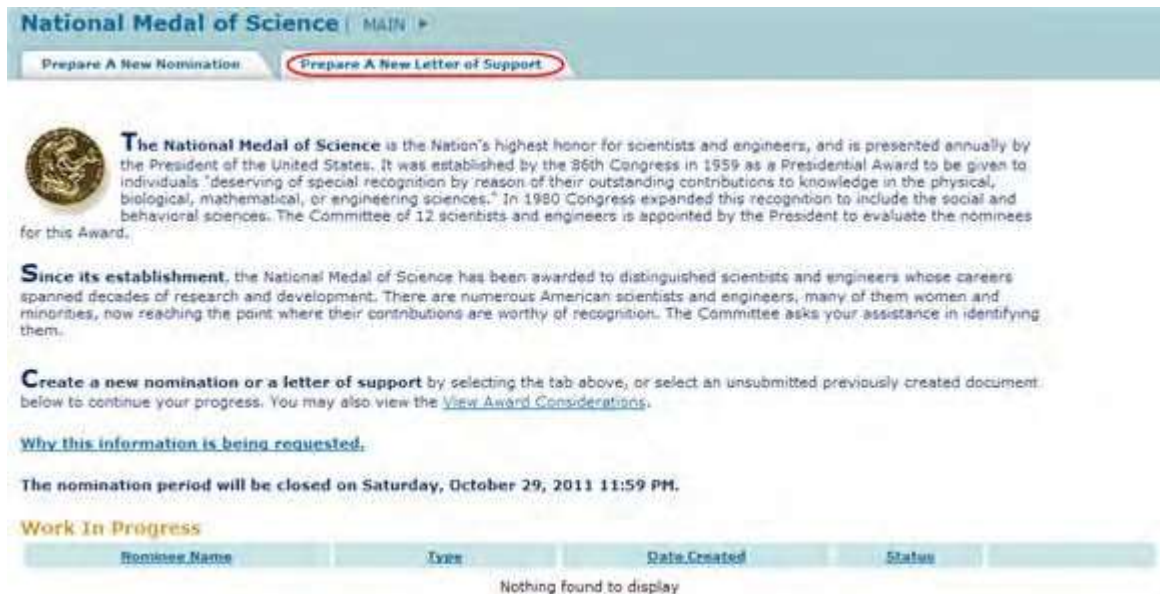 National Medal of Science | MAIN ▸
Prepare A New Nomination Prepare A New Letter of Support
The National Medal of Science is the Nation's highest honor for scientists and engineers, and is presented annually by
the President of the United States. It was established by the 86th Congress in 1959 as a Presidential Award to be given to
individuals "deserving of special recognition by reason of their outstanding contributions to knowledge in the physical,
biological, mathematical, or engineering sciences." In 1980 Congress expanded this recognition to include the social and
behavioral sciences. The Committee of 12 scientists and engineers is appointed by the President to evaluate the nominees
for this Award.
Since its establishment, the National Medal of Science has been awarded to distinguished scientists and engineers whose careers
spanned decades of research and development. There are numerous American scientists and engineers, many of them women and
minorities, now reaching the point where their contributions are worthy of recognition. The Committee asks your assistance in identifying
them.
Create a new nomination or a letter of support by selecting the tab above, or select an unsubmitted previously created document
below to continue your progress. You may also view the View Award Considerations.
Why this information is being requested.
The nomination period will be closed on Saturday, October 29, 2011 11:59 PM.
Work In Progress
Nominee Name Type Date Created Status
Nothing found to display